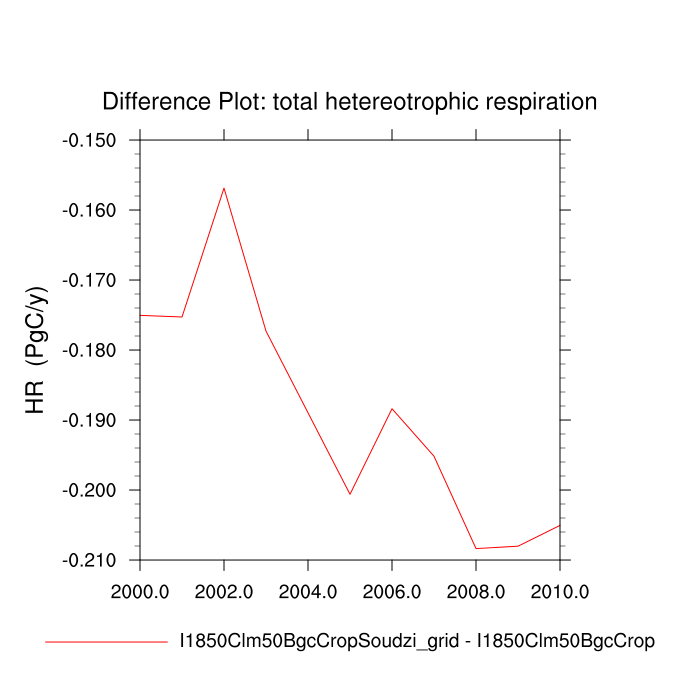 Difference Plot: total hetereotrophic respiration
-0.150
-0.160
-0.170
-0.180
-0.190
-0.200
-0.210
HR (PgC/y)
2000.0 2002.0 2004.0 2006.0 2008.0 2010.0
I1850Clm50BgcCropSoudzi_grid - I1850Clm50BgcCrop